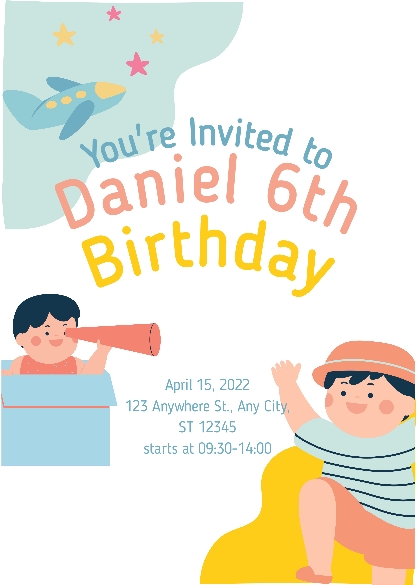 You're Invited to
Daniel 6th
Birthday
April 15, 2022
123 Anywhere St., Any City,
ST 12345
starts at 09:30-14:00